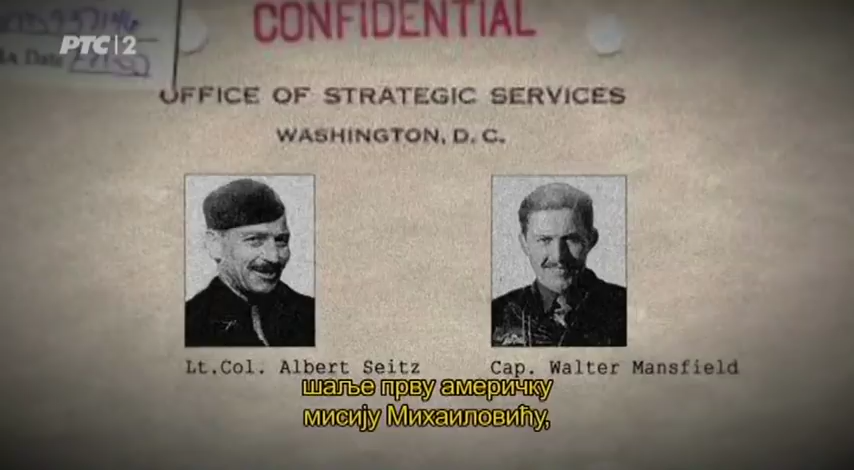 CONFIDENTIAL
РТС|2
Date
OFFICE OF STRATEGIC SERVICES
WASHINGTON, D. C.
Lt.Col. Albert Seitz
Cap. Walter Mansfield
шаље прву америчку
мисију Михаиловићу,